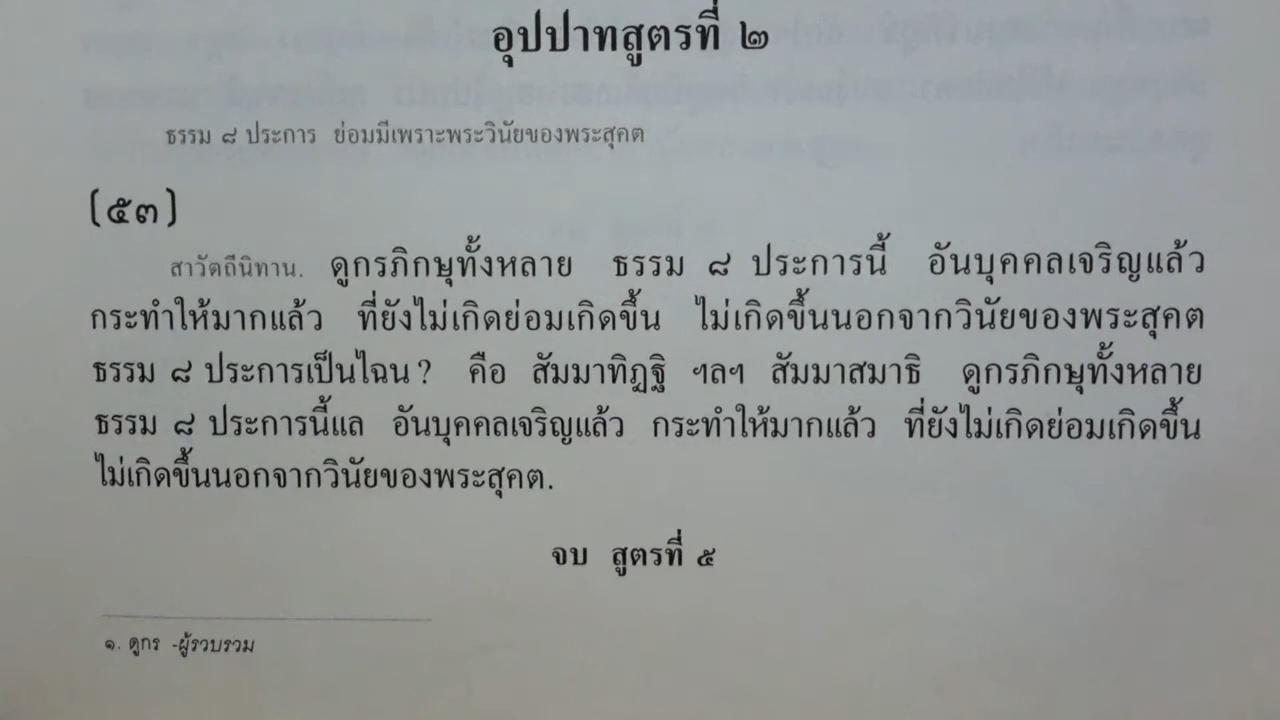 อุปปาทสูตรที่ ๒
ธรรม ๘ ประการ ย่อมมีเพราะพระวินัยของพระสุคต
(๕๓)
สาวัตถีนิทาน. ดูกรภิกษุทั้งหลาย ธรรม ๘ ประการนี้ อันบุคคลเจริญแล้ว
กระทำให้มากแล้ว ที่ยังไม่เกิดย่อมเกิดขึ้น ไม่เกิดขึ้นนอกจากวินัยของพระสุคต
ธรรม ๘ ประการเป็นไฉน? คือ สัมมาทิฏฐิ ฯลฯ สัมมาสมาธิ ดูกรภิกษุทั้งหลาย
ธรรม ๘ ประการนี้แล อันบุคคลเจริญแล้ว กระทำให้มากแล้ว ที่ยังไม่เกิดย่อมเกิดขึ้น
ไม่เกิดขึ้นนอกจากวินัยของพระสุคต.
จบ สูตรที่ ๕
๑. ดูกร -ผู้รวบรวม